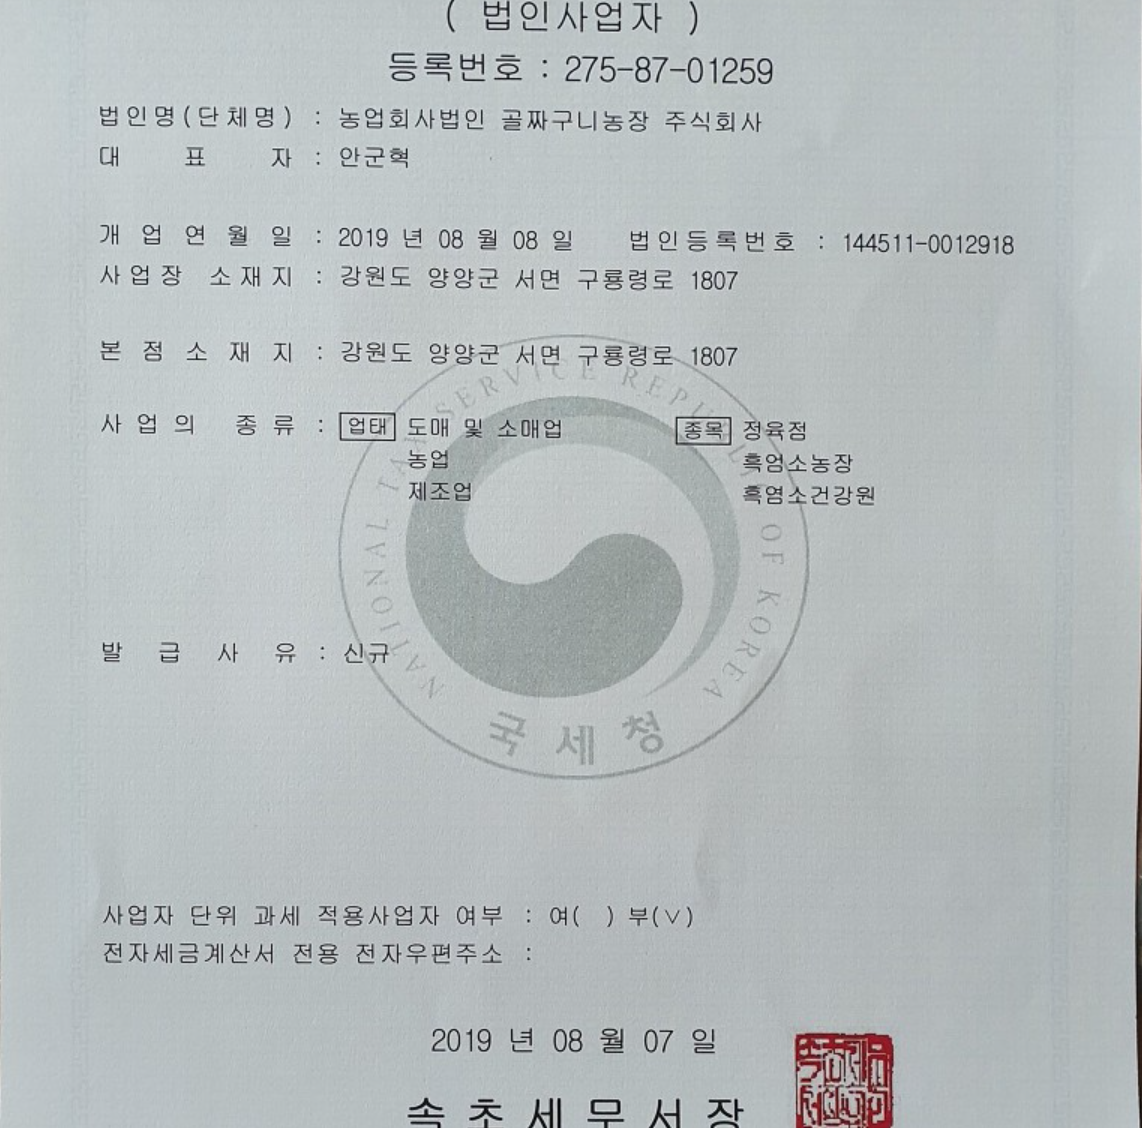 ( 법인사업자 )
등록번호 : 275-87-01259
법인명(단체명) : 농업회사법인 골짜구니농장 주식회사
대 표 자 : 안군혁
개 업 연 월 일 : 2019 년 08 월 08 일 법인등록번호 : 144511-0012918
사업장 소재지 : 강원도 양양군 서면 구룡령로 1807
본 점 소 재 지 : 강원도 양양군 서면 구룡령로 1807
사 업 의 종 류 : 업태 도매 및 소매업 종목 정육점
농업 흑염소농장
제조업 흑염소건강원
NATIONAL TAX SERVICE REPUBLIC OF KOREA
발 급 사 유 : 신규
국세청
사업자 단위 과세 적용사업자 여부 : 여( ) 부(∨)
전자세금계산서 전용 전자우편주소 :
2019 년 08 월 07 일
속초세무서장